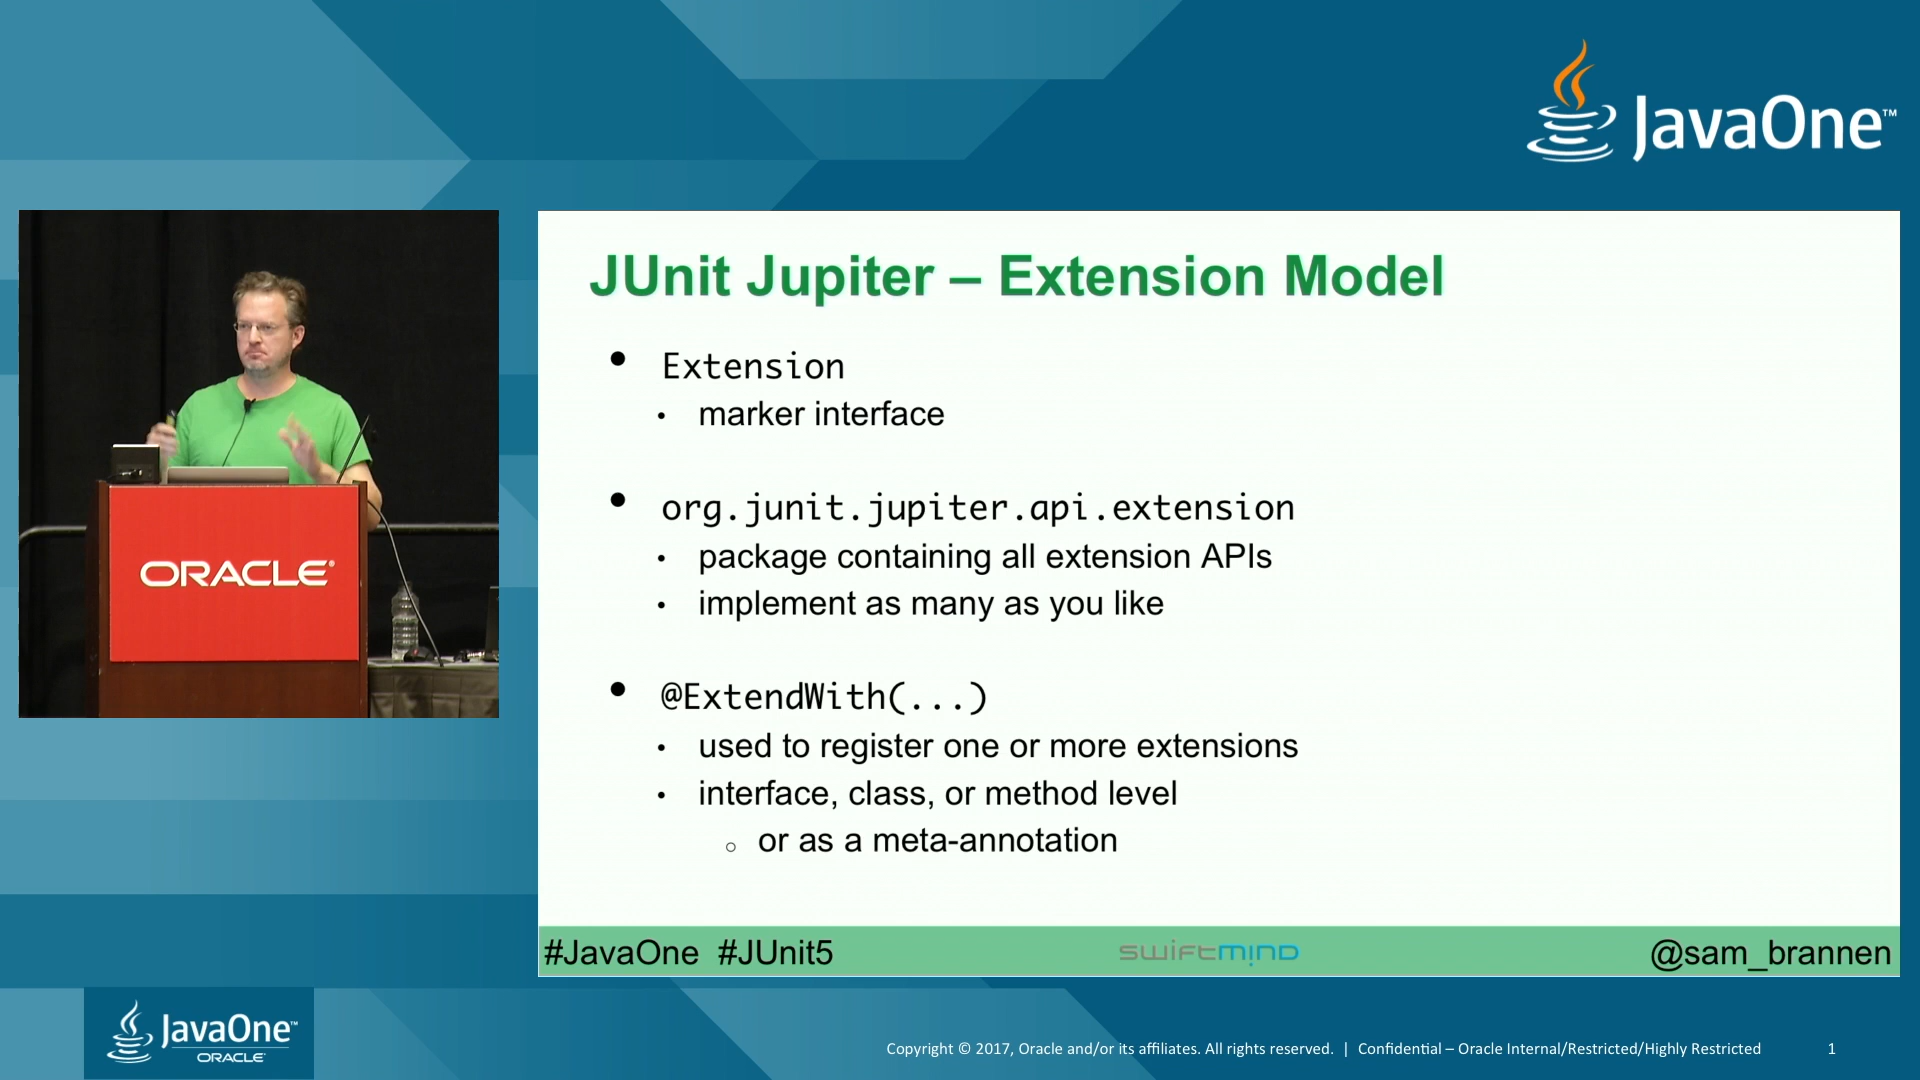 JavaOne™
JUnit Jupiter – Extension Model
• Extension
• marker interface
• org.junit.jupiter.api.extension
• package containing all extension APIs
• implement as many as you like
• @ExtendWith(...)
• used to register one or more extensions
• interface, class, or method level
○ or as a meta-annotation
#JavaOne #JUnit5
swiftmind
@sam_brannen
ORACLE®
JavaOne™
ORACLE®
Copyright © 2017, Oracle and/or its affiliates. All rights reserved. | Confidential – Oracle Internal/Restricted/Highly Restricted 1